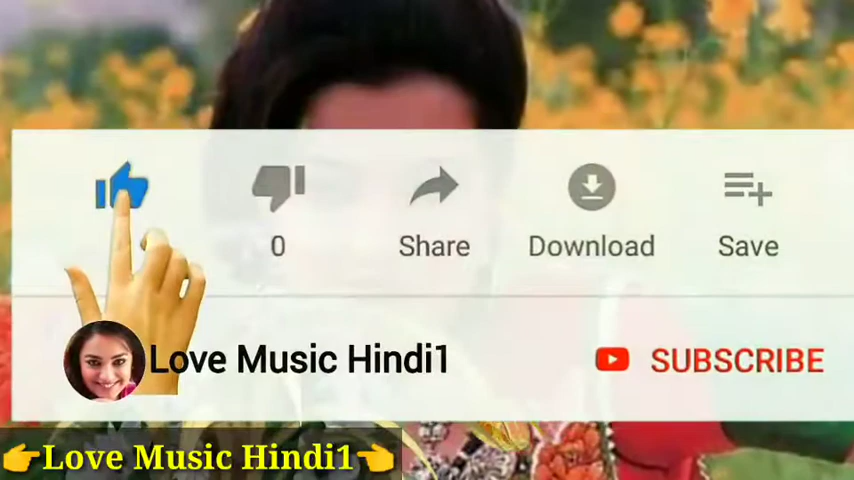 0 Share Download Save
Love Music Hindi1 SUBSCRIBE
👉Love Music Hindi1👈